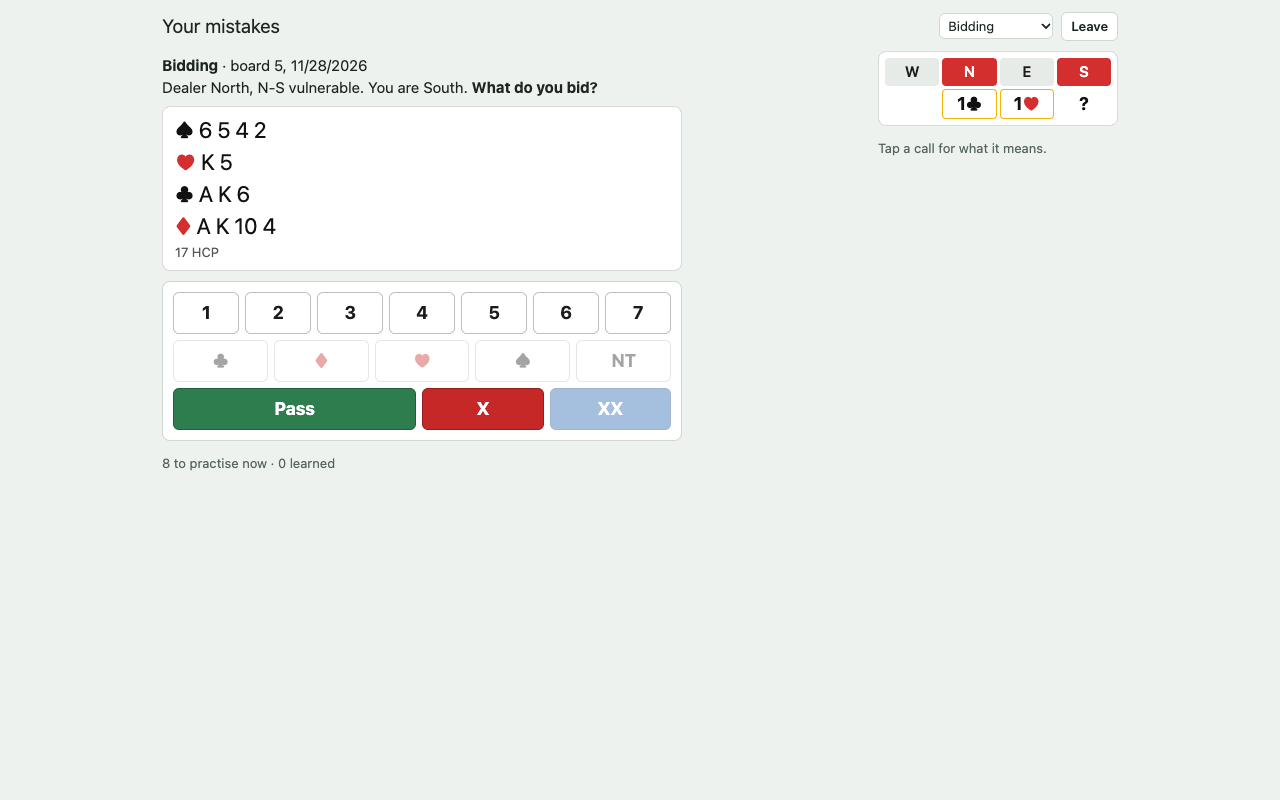 Your mistakes
Bidding
Leave
Bidding · board 5, 11/28/2026
Dealer North, N-S vulnerable. You are South. What do you bid?
♠ 6 5 4 2
♥ K 5
♣ A K 6
♦ A K 10 4
17 HCP
1 2 3 4 5 6 7
♣ ♦ ♥ ♠ NT
Pass X XX
8 to practise now · 0 learned
W N E S
1♣ 1♥ ?
Tap a call for what it means.